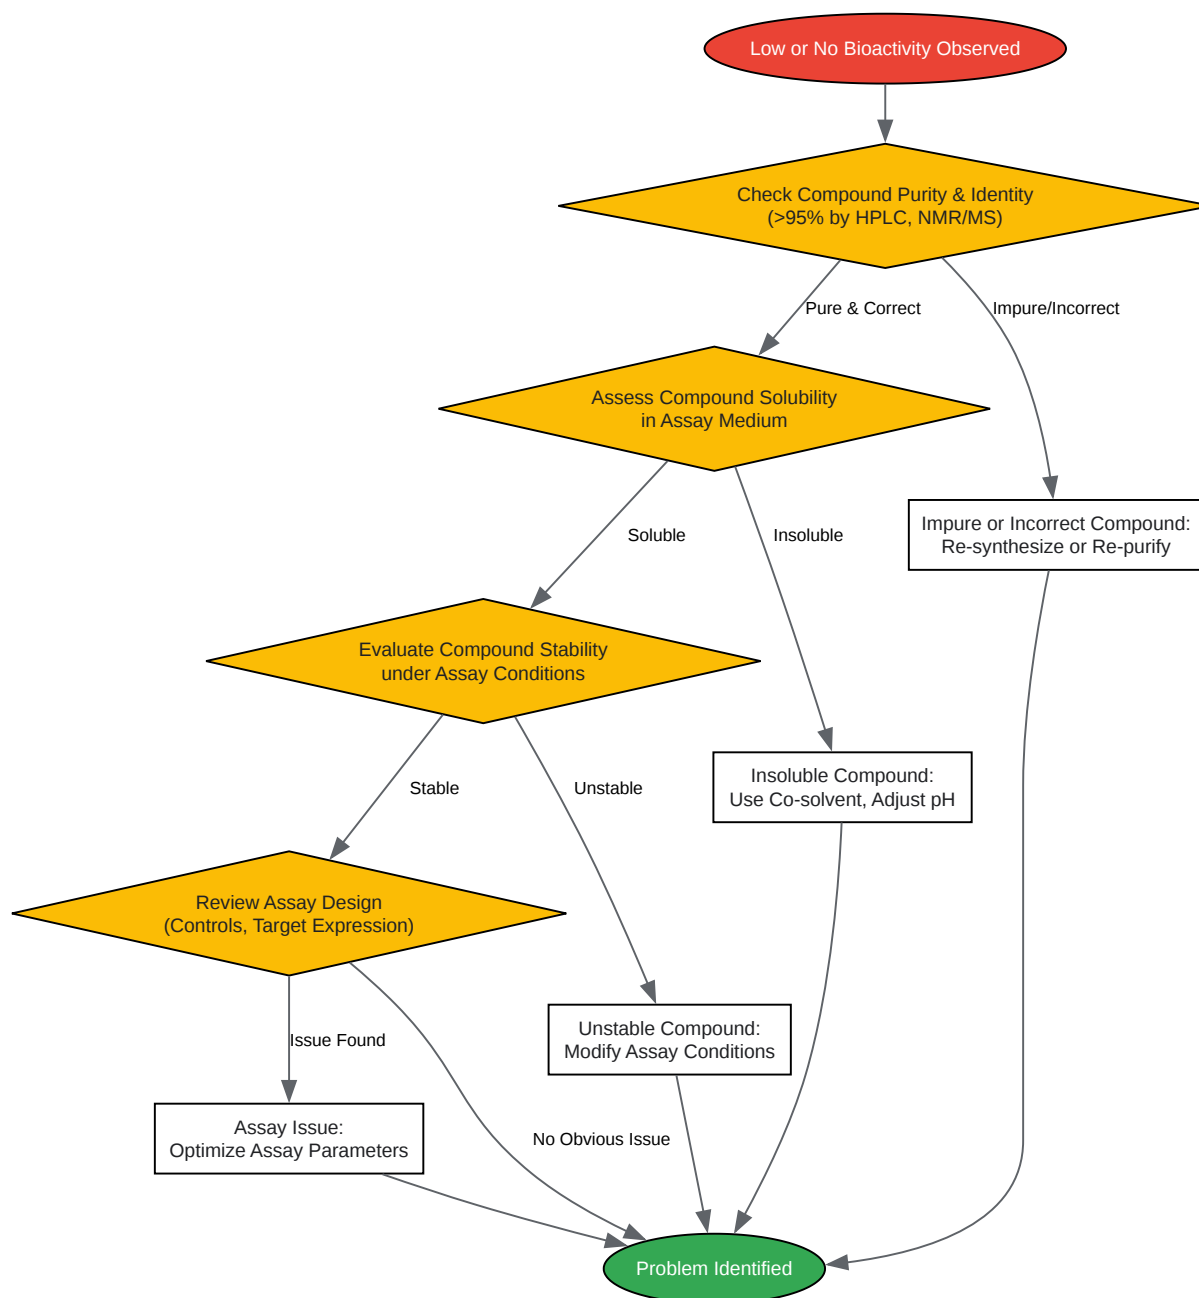 Low or No Bioactivity Observed
Check Compound Purity & Identity
(>95% by HPLC, NMR/MS)
Pure & Correct
Impure/Incorrect
Assess Compound Solubility
in Assay Medium
Soluble
Insoluble
Impure or Incorrect Compound:
Re-synthesize or Re-purify
Evaluate Compound Stability
under Assay Conditions
Stable
Unstable
Insoluble Compound:
Use Co-solvent, Adjust pH
Review Assay Design
(Controls, Target Expression)
Issue Found
Unstable Compound:
Modify Assay Conditions
Assay Issue:
Optimize Assay Parameters
No Obvious Issue
Problem Identified